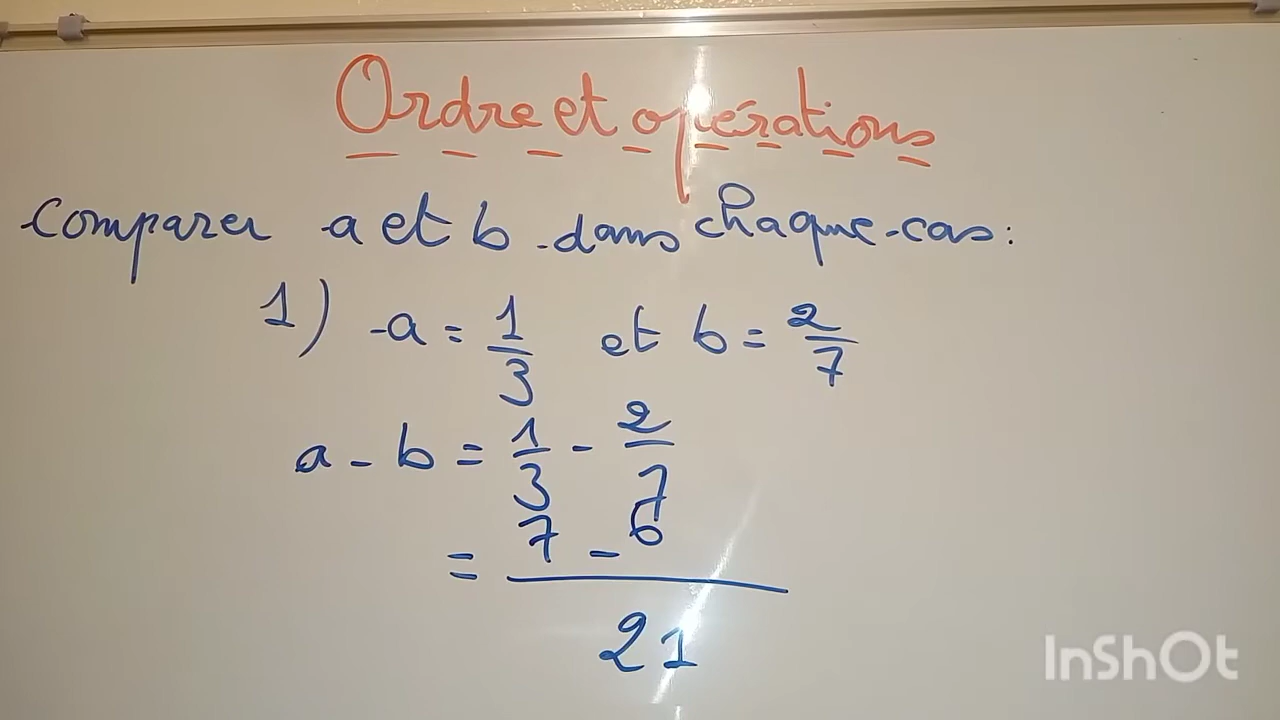 Ordre et opérations
Comparer a et b dans chaque cas:
1) a = 1/3 et b = 2/7
a - b = 1/3 - 2/7
= 7 - 6 / 21
InShOt